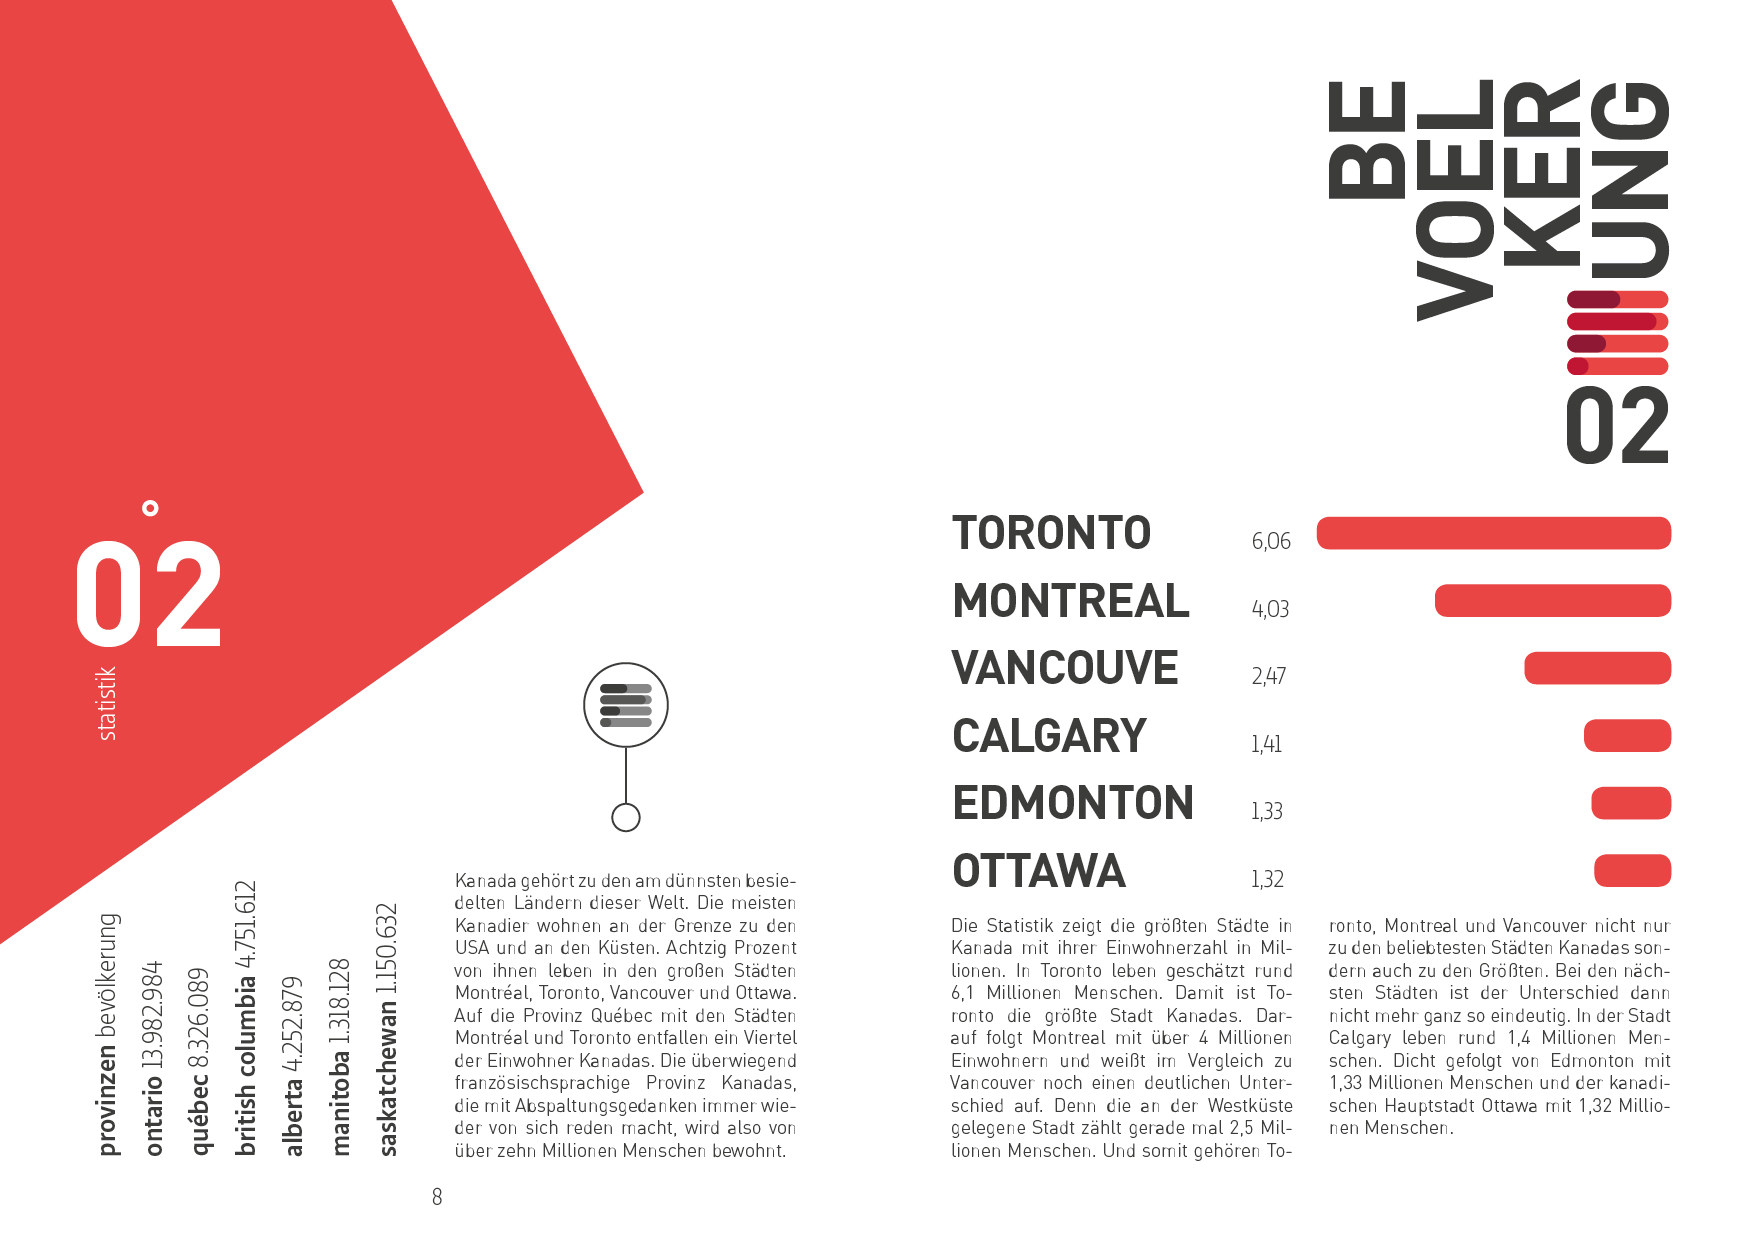 02
statistik
provinzen bevölkerung
ontario 13.982.984
québec 8.326.089
british columbia 4.751.612
alberta 4.252.879
manitoba 1.318.128
saskatchewan 1.150.632
Kanada gehört zu den am dünnsten besie-
delten Ländern dieser Welt. Die meisten
Kanadier wohnen an der Grenze zu den
USA und an den Küsten. Achtzig Prozent
von ihnen leben in den großen Städten
Montréal, Toronto, Vancouver und Ottawa.
Auf die Provinz Québec mit den Städten
Montréal und Toronto entfallen ein Viertel
der Einwohner Kanadas. Die überwiegend
französischsprachige Provinz Kanadas,
die mit Abspaltungsgedanken immer wie-
der von sich reden macht, wird also von
über zehn Millionen Menschen bewohnt.
8
BE
VOEL
KER
UNG
02
TORONTO 6,06
MONTREAL 4,03
VANCOUVE 2,47
CALGARY 1,41
EDMONTON 1,33
OTTAWA 1,32
Die Statistik zeigt die größten Städte in
Kanada mit ihrer Einwohnerzahl in Mil-
lionen. In Toronto leben geschätzt rund
6,1 Millionen Menschen. Damit ist To-
ronto die größte Stadt Kanadas. Dar-
auf folgt Montreal mit über 4 Millionen
Einwohnern und weißt im Vergleich zu
Vancouver noch einen deutlichen Unter-
schied auf. Denn die an der Westküste
gelegene Stadt zählt gerade mal 2,5 Mil-
lionen Menschen. Und somit gehören To-
ronto, Montreal und Vancouver nicht nur
zu den beliebtesten Städten Kanadas son-
dern auch zu den Größten. Bei den näch-
sten Städten ist der Unterschied dann
nicht mehr ganz so eindeutig. In der Stadt
Calgary leben rund 1,4 Millionen Men-
schen. Dicht gefolgt von Edmonton mit
1,33 Millionen Menschen und der kanadi-
schen Hauptstadt Ottawa mit 1,32 Millio-
nen Menschen.